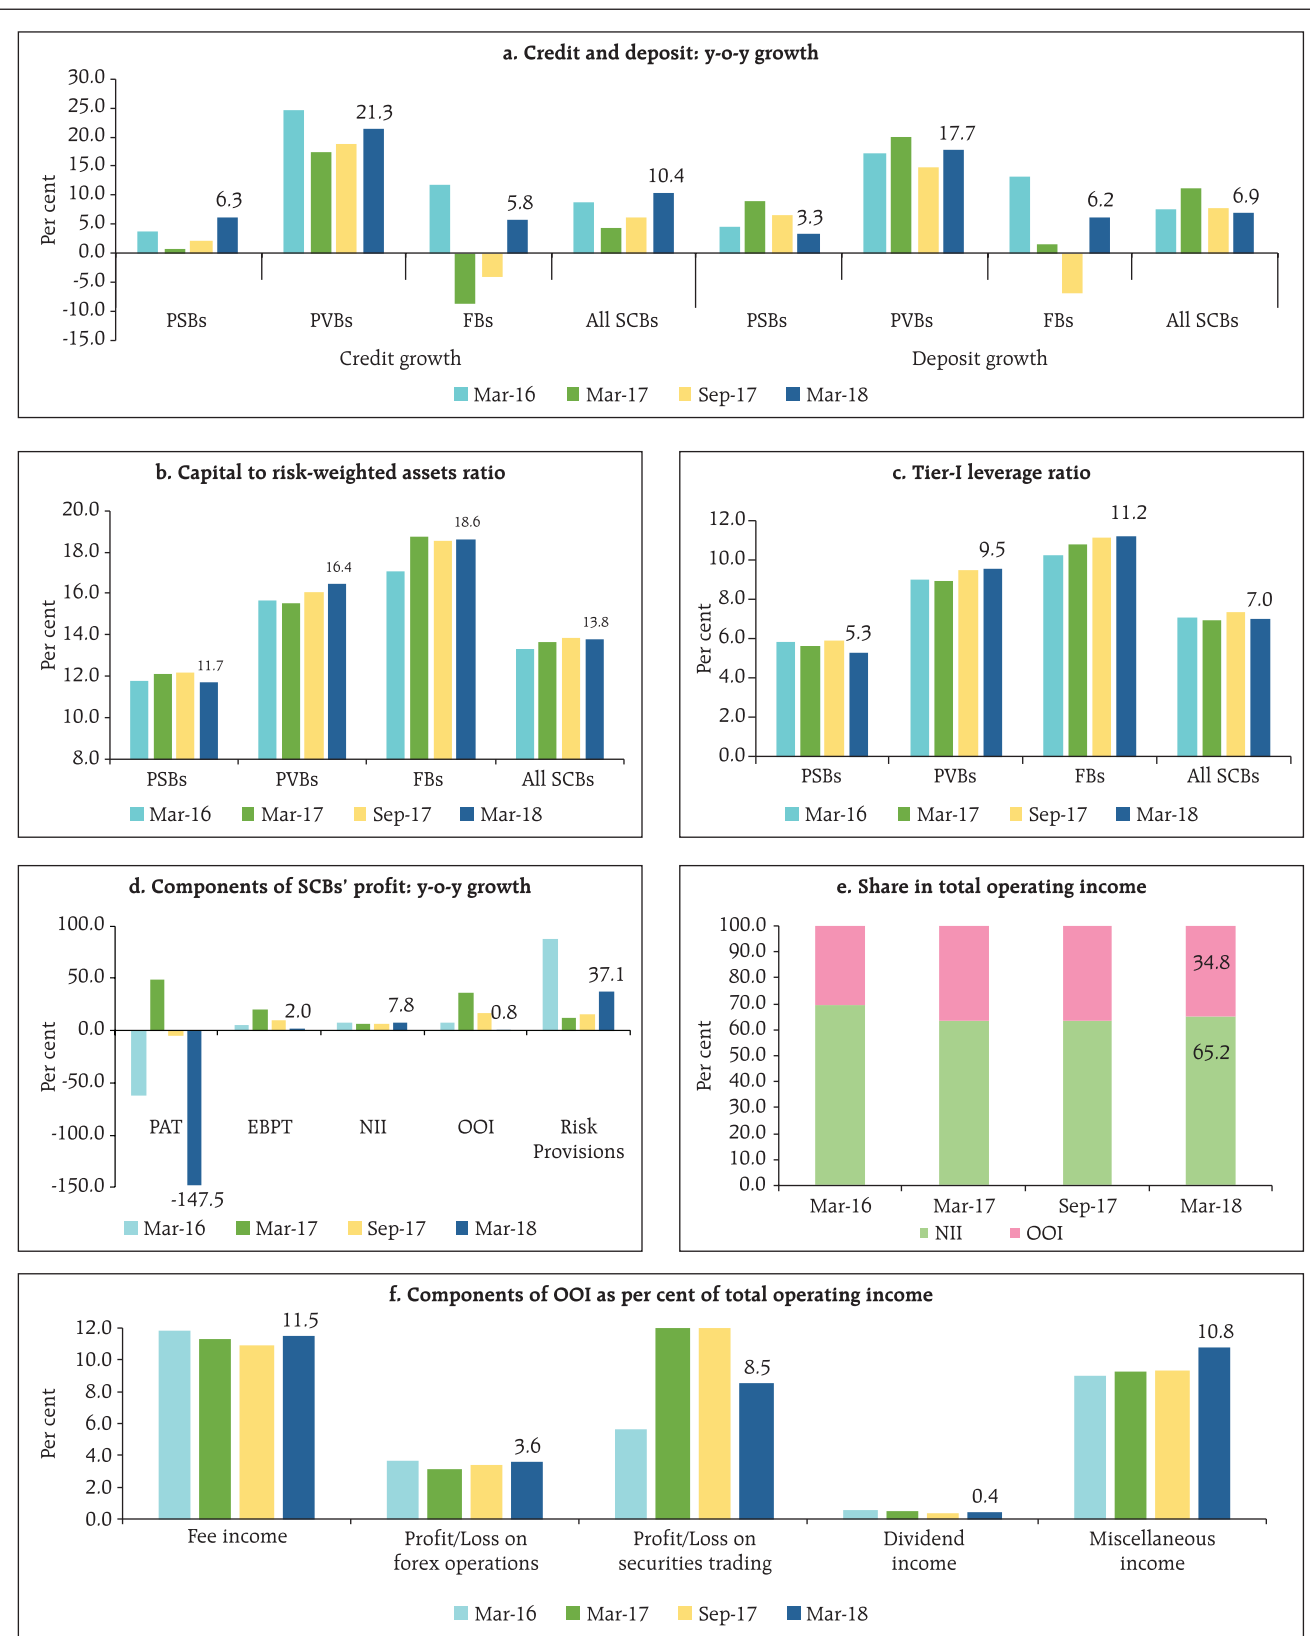 a. Credit and deposit: y-o-y growth
30.0
25.0
20.0
15.0
10.0
5.0
0.0
-5.0
-10.0
-15.0
Per cent
6.3
21.3
5.8
10.4
3.3
17.7
6.2
6.9
PSBs PVBs FBs All SCBs PSBs PVBs FBs All SCBs
Credit growth Deposit growth
Mar-16 Mar-17 Sep-17 Mar-18
b. Capital to risk-weighted assets ratio
20.0
18.0
16.0
14.0
12.0
10.0
8.0
Per cent
11.7
16.4
18.6
13.8
PSBs PVBs FBs All SCBs
Mar-16 Mar-17 Sep-17 Mar-18
c. Tier-I leverage ratio
12.0
10.0
8.0
6.0
4.0
2.0
0.0
Per cent
5.3
9.5
11.2
7.0
PSBs PVBs FBs All SCBs
Mar-16 Mar-17 Sep-17 Mar-18
d. Components of SCBs' profit: y-o-y growth
100.0
50.0
0.0
-50.0
-100.0
-150.0
Per cent
-147.5
2.0
7.8
0.8
37.1
PAT EBPT NII OOI Risk
Provisions
Mar-16 Mar-17 Sep-17 Mar-18
e. Share in total operating income
100.0
90.0
80.0
70.0
60.0
50.0
40.0
30.0
20.0
10.0
0.0
Per cent
34.8
65.2
Mar-16 Mar-17 Sep-17 Mar-18
NII OOI
f. Components of OOI as per cent of total operating income
12.0
10.0
8.0
6.0
4.0
2.0
0.0
Per cent
11.5
3.6
8.5
0.4
10.8
Fee income Profit/Loss on Profit/Loss on Dividend Miscellaneous
forex operations securities trading income income
Mar-16 Mar-17 Sep-17 Mar-18